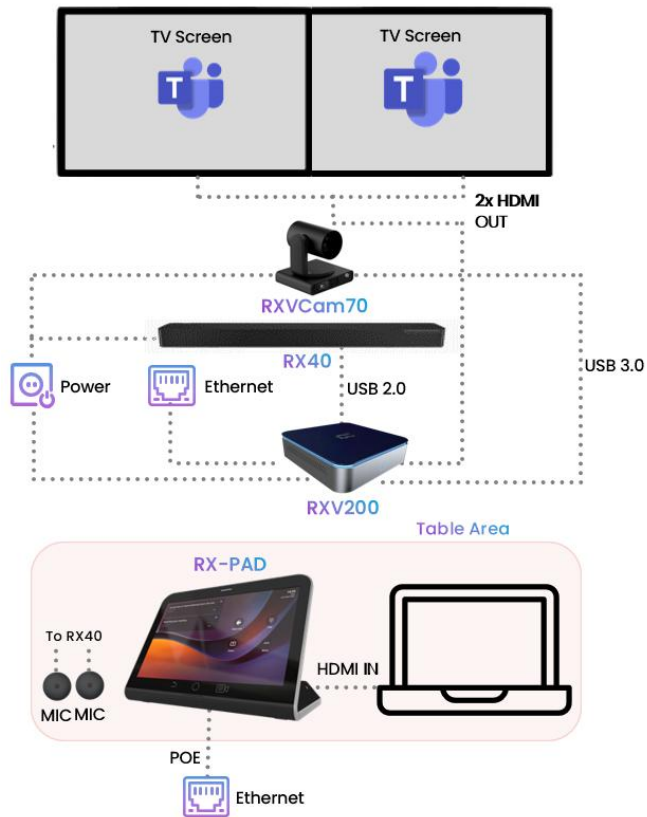 TV Screen
TV Screen
T
T
2x HDMI
OUT
RXVCam70
RX40
Power
Ethernet
USB 2.0
USB 3.0
RXV200
Table Area
RX-PAD
To RX40
MIC MIC
HDMI IN
POE
Ethernet